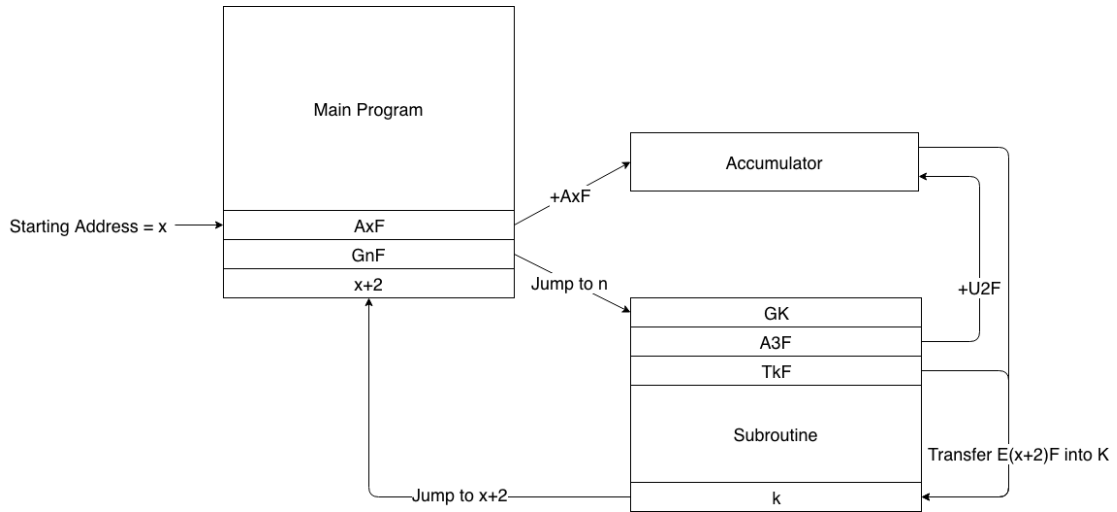 Main Program
Accumulator
+AxF
Starting Address = x
AxF
GnF
x+2
Jump to n
+U2F
GK
A3F
TkF
Subroutine
Transfer E(x+2)F into K
Jump to x+2
k